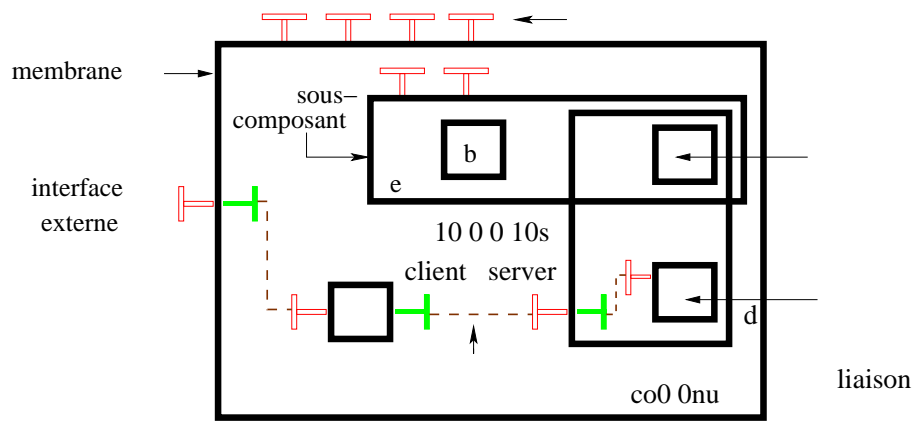 membrane
sous–
composant
b
e
interface
externe
10 0 0 10s
client server
d
liaison
co0 0nu